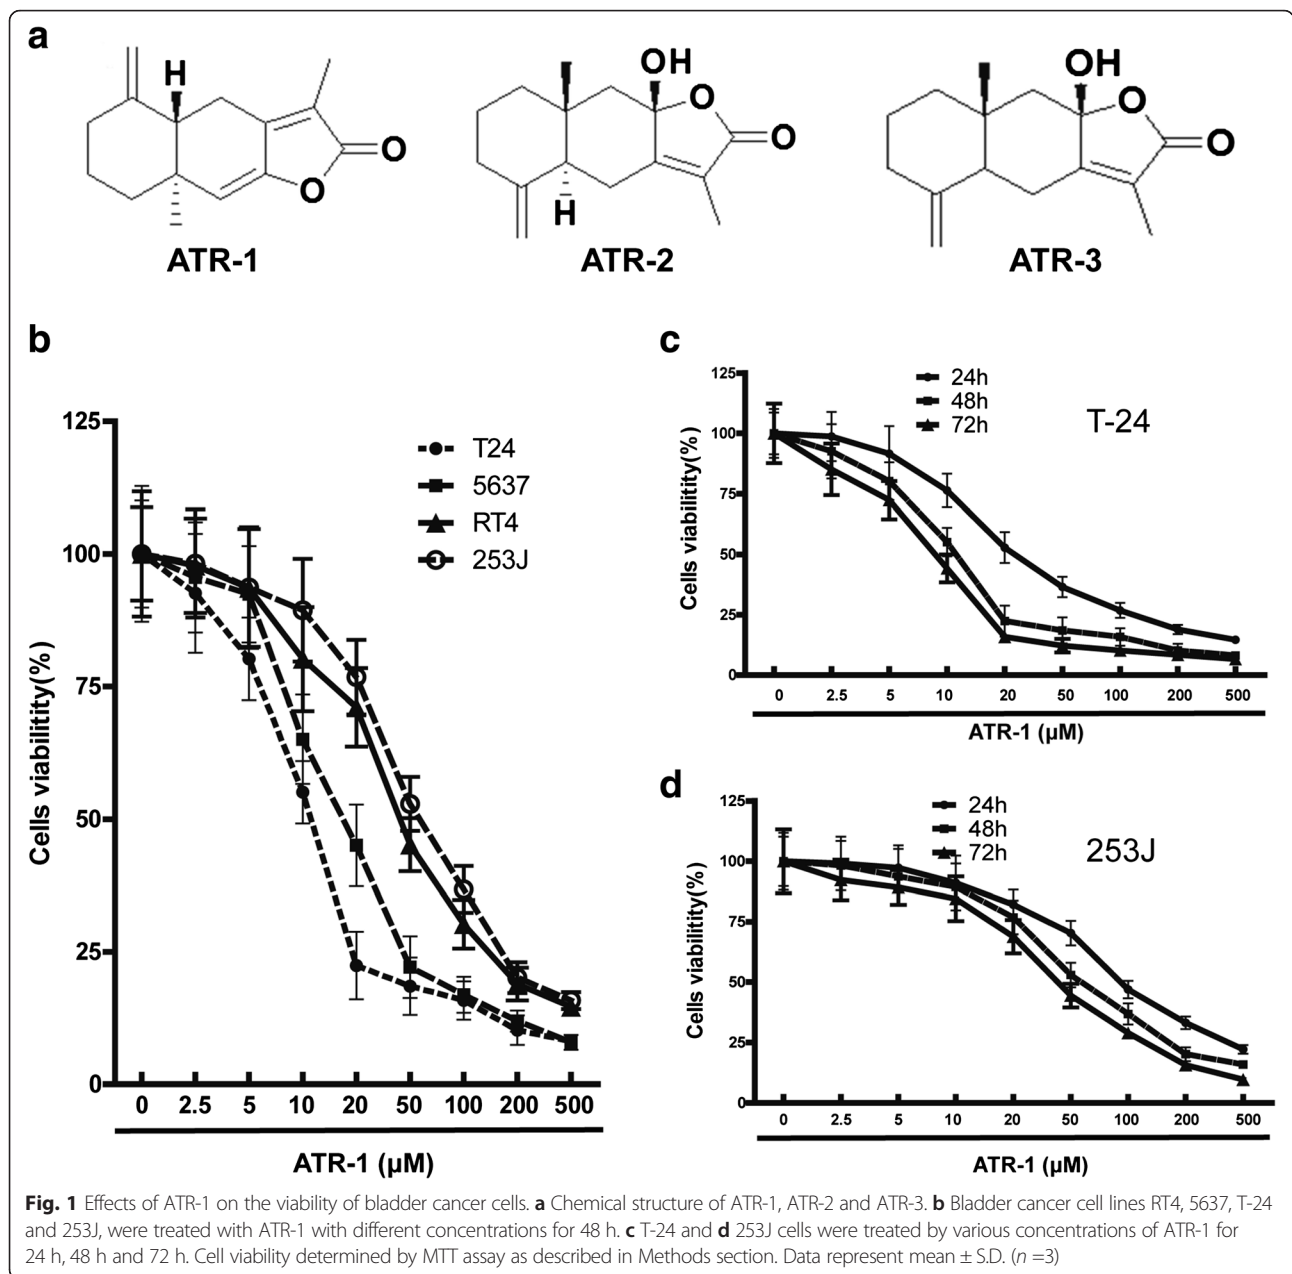 a
H
O
O
ATR-1
OH
O
O
H
ATR-2
OH
O
O
ATR-3
b
125
100
75
50
25
0
Cells viabilitity(%)
T24
5637
RT4
253J
0 2.5 5 10 20 50 100 200 500
ATR-1 (µM)
c
125
100
75
50
25
0
Cells viabilitity(%)
24h
48h
72h
T-24
0 2.5 5 10 20 50 100 200 500
ATR-1 (µM)
d
125
100
75
50
25
0
Cells viabilitity(%)
24h
48h
72h
253J
0 2.5 5 10 20 50 100 200 500
ATR-1 (µM)
Fig. 1 Effects of ATR-1 on the viability of bladder cancer cells. a Chemical structure of ATR-1, ATR-2 and ATR-3. b Bladder cancer cell lines RT4, 5637, T-24
and 253J, were treated with ATR-1 with different concentrations for 48 h. c T-24 and d 253J cells were treated by various concentrations of ATR-1 for
24 h, 48 h and 72 h. Cell viability determined by MTT assay as described in Methods section. Data represent mean ± S.D. (n =3)